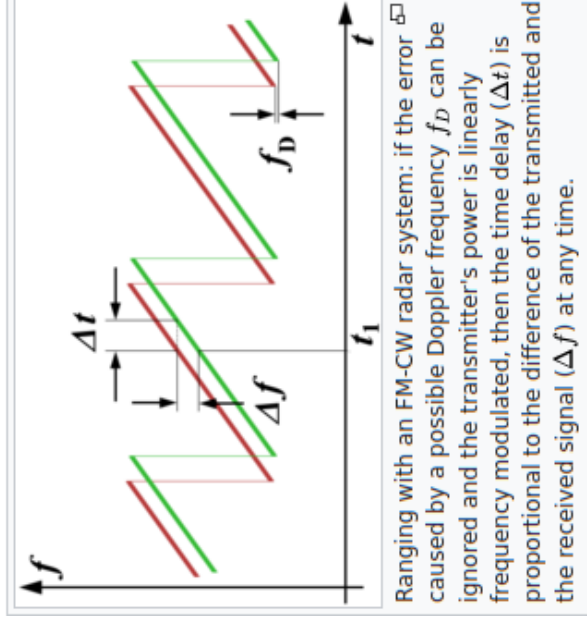 f
Δt
Δf
t₁
f_D
t
Ranging with an FM-CW radar system: if the error
caused by a possible Doppler frequency f_D can be
ignored and the transmitter's power is linearly
frequency modulated, then the time delay (Δt) is
proportional to the difference of the transmitted and
the received signal (Δf) at any time.